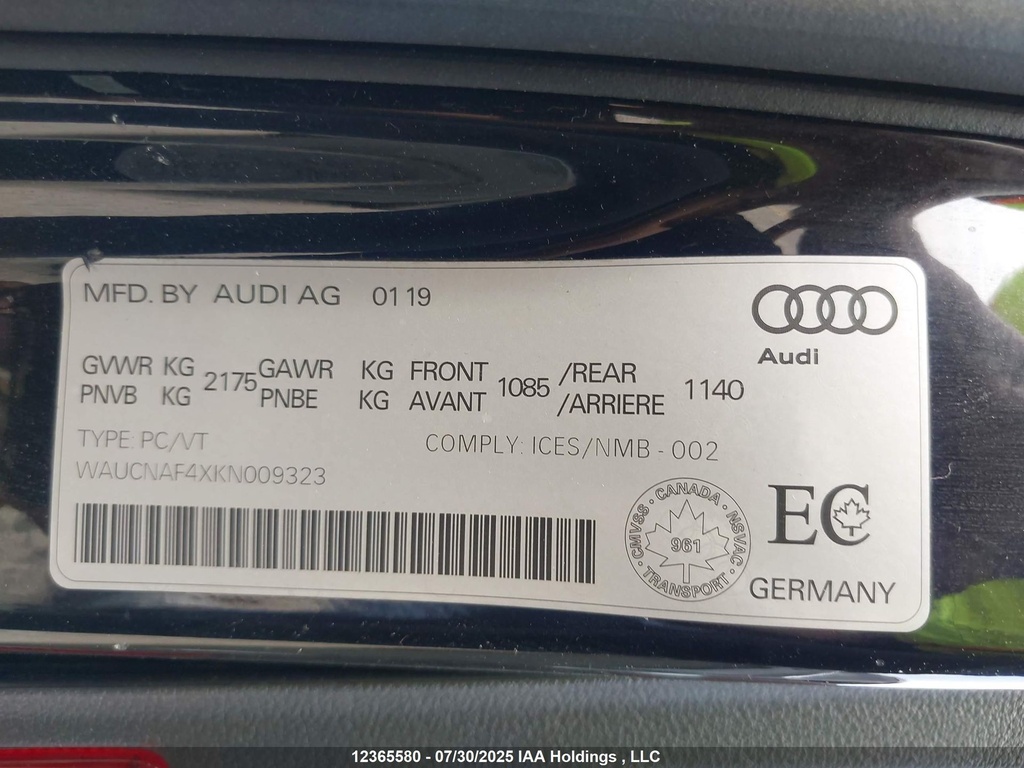 MFD. BY AUDI AG 01 19
Audi
GVWR KG 2175 GAWR KG FRONT 1085 /REAR 1140
PNVB KG PNBE KG AVANT /ARRIERE
TYPE: PC/VT COMPLY: ICES/NMB - 002
WAUCNAF4XKN009323
CANADA · NSVAC · TRANSPORT · CMVSS ·
961
EC
GERMANY
12365580 - 07/30/2025 IAA Holdings , LLC